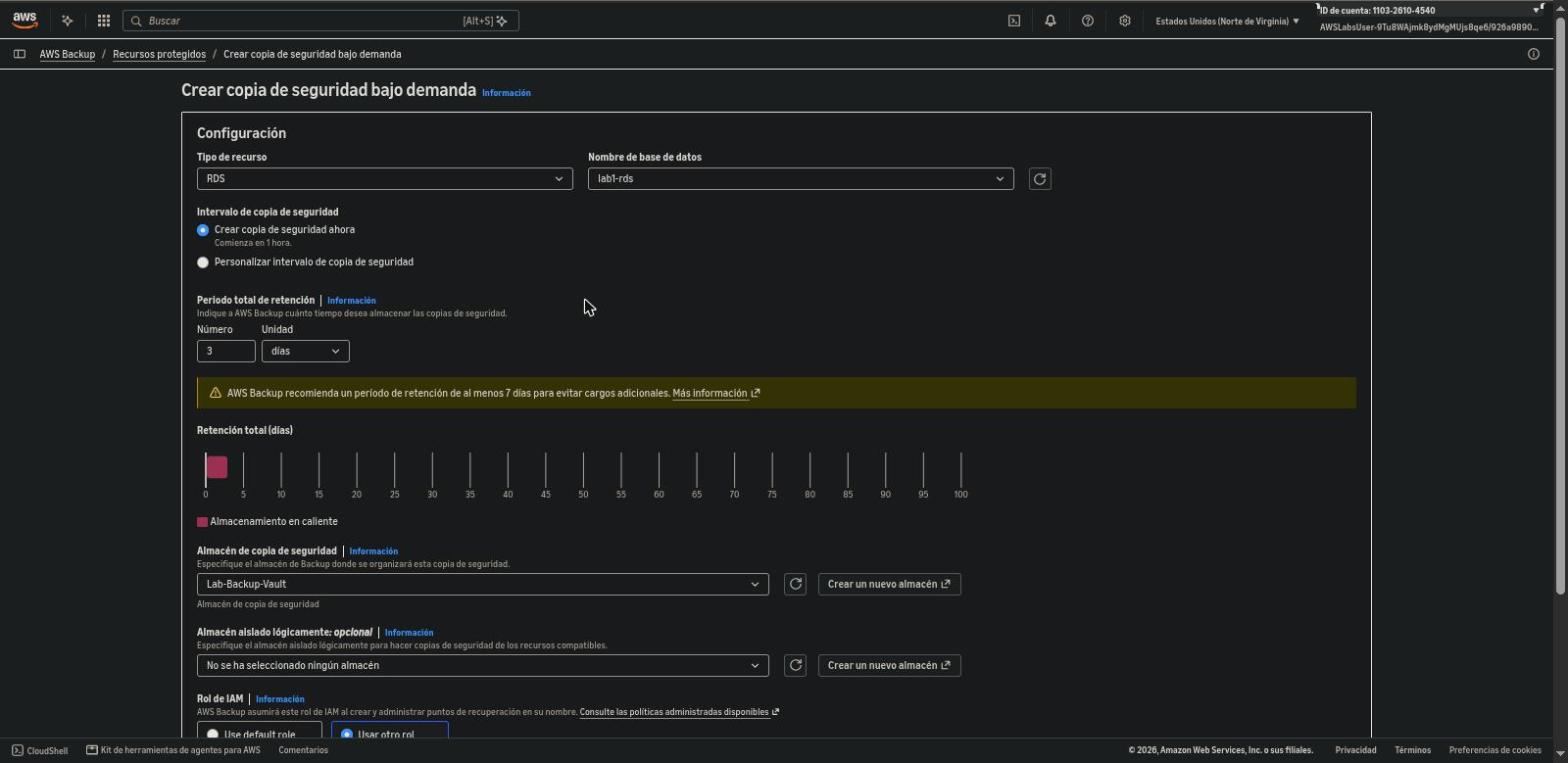 aws
Buscar
[Alt+S]
Estados Unidos (Norte de Virginia)
ID de cuenta: 1103-2610-4540
AWSLabsUser-9Tu8WAjmk8ydMgMUjs8qe6/926a9890...
AWS Backup / Recursos protegidos / Crear copia de seguridad bajo demanda
Crear copia de seguridad bajo demanda Información
Configuración
Tipo de recurso
RDS
Nombre de base de datos
lab1-rds
Intervalo de copia de seguridad
Crear copia de seguridad ahora
Comienza en 1 hora.
Personalizar intervalo de copia de seguridad
Periodo total de retención | Información
Indique a AWS Backup cuánto tiempo desea almacenar las copias de seguridad.
Número Unidad
3 días
AWS Backup recomienda un período de retención de al menos 7 días para evitar cargos adicionales. Más información
Retención total (días)
0 5 10 15 20 25 30 35 40 45 50 55 60 65 70 75 80 85 90 95 100
Almacenamiento en caliente
Almacén de copia de seguridad | Información
Especifique el almacén de Backup donde se organizará esta copia de seguridad.
Lab-Backup-Vault Crear un nuevo almacén
Almacén de copia de seguridad
Almacén aislado lógicamente: opcional | Información
Especifique el almacén aislado lógicamente para hacer copias de seguridad de los recursos compatibles.
No se ha seleccionado ningún almacén Crear un nuevo almacén
Rol de IAM | Información
AWS Backup asumirá este rol de IAM al crear y administrar puntos de recuperación en su nombre. Consulte las políticas administradas disponibles
Use default role Usar otro rol
CloudShell Kit de herramientas de agentes para AWS Comentarios © 2026, Amazon Web Services, Inc. o sus filiales. Privacidad Términos Preferencias de cookies